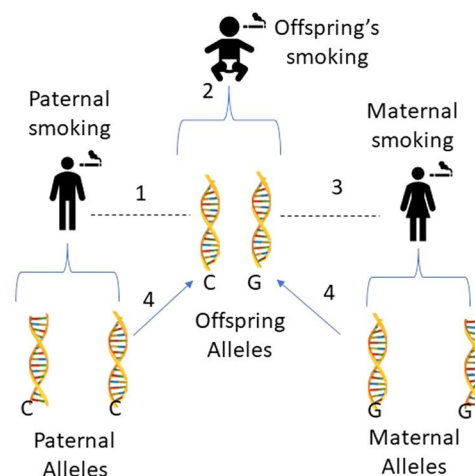 Offspring's
smoking
2
Paternal
smoking
Maternal
smoking
1
3
C G
4
4
Offspring
Alleles
C C
G G
Paternal
Alleles
Maternal
Alleles